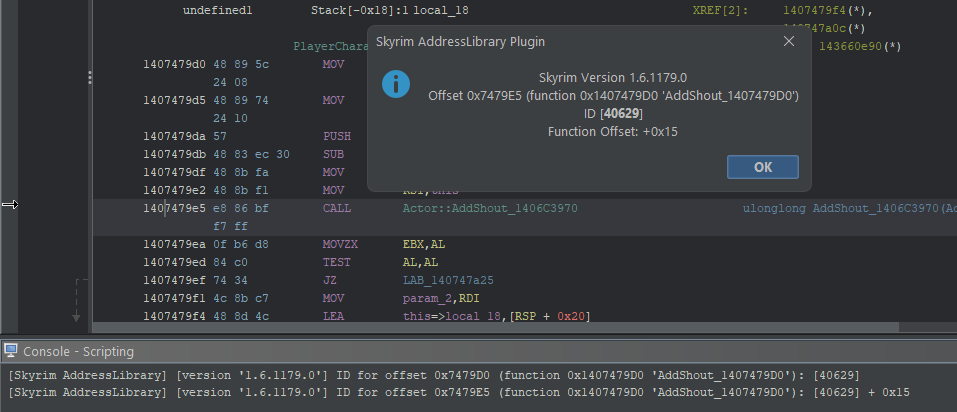 undefined1 Stack[-0x18]:1 local_18 XREF[2]: 1407479f4(*),
140747a0c(*)
PlayerChara 143660e90(*)
Skyrim AddressLibrary Plugin
Skyrim Version 1.6.1179.0
Offset 0x7479E5 (function 0x1407479D0 'AddShout_1407479D0')
ID [40629]
Function Offset: +0x15
OK
1407479d0 48 89 5c MOV
24 08
1407479d5 48 89 74 MOV
24 10
1407479da 57 PUSH
1407479db 48 83 ec 30 SUB
1407479df 48 8b fa MOV
1407479e2 48 8b f1 MOV RSI,this
1407479e5 e8 86 bf CALL Actor::AddShout_1406C3970 ulonglong AddShout_1406C3970(Ac
f7 ff
1407479ea 0f b6 d8 MOVZX EBX,AL
1407479ed 84 c0 TEST AL,AL
1407479ef 74 34 JZ LAB_140747a25
1407479f1 4c 8b c7 MOV param_2,RDI
1407479f4 48 8d 4c LEA this=>local_18,[RSP + 0x20]
Console - Scripting
[Skyrim AddressLibrary] [version '1.6.1179.0'] ID for offset 0x7479D0 (function 0x1407479D0 'AddShout_1407479D0'): [40629]
[Skyrim AddressLibrary] [version '1.6.1179.0'] ID for offset 0x7479E5 (function 0x1407479D0 'AddShout_1407479D0'): [40629] + 0x15